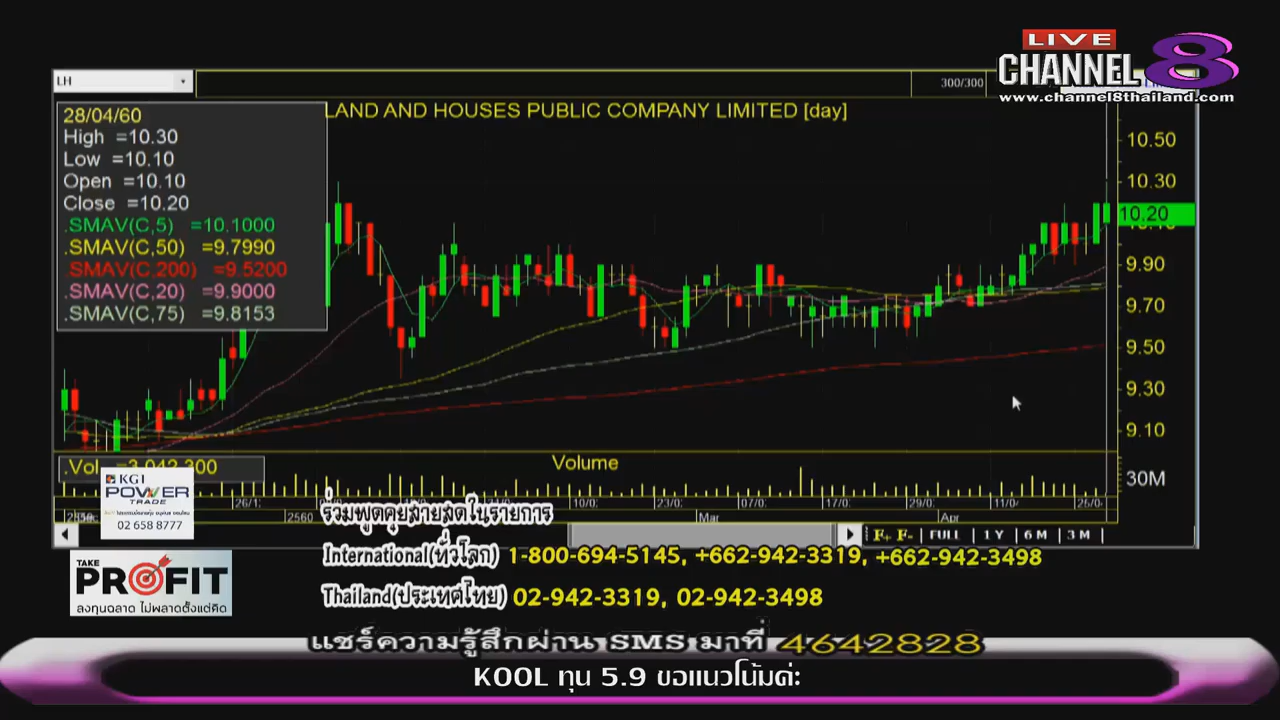 LIVE
CHANNEL 8
www.channel8thailand.com
LH
300/300
28/04/60
High =10.30
Low =10.10
Open =10.10
Close =10.20
.SMAV(C,5) =10.1000
.SMAV(C,50) =9.7990
.SMAV(C,200) =9.5200
.SMAV(C,20) =9.9000
.SMAV(C,75) =9.8153
LAND AND HOUSES PUBLIC COMPANY LIMITED [day]
10.50
10.30
10.20
9.90
9.70
9.50
9.30
9.10
.Vol =3,042,300
Volume
30M
26/1
10/0
23/0
07/0
17/0
11/0
25/0
2560
Mar
Apr
FULL 1 Y 6 M 3 M
KGI
POWER
TRADE
02 658 8777
TAKE
PROFIT
ลงทุนฉลาด ไม่พลาดตั้งแต่คิด
ร่วมพูดคุยสายสดในรายการ
International(ทั่วโลก) 1-800-694-5145, +662-942-3319, +662-942-3498
Thailand(ประเทศไทย) 02-942-3319, 02-942-3498
แชร์ความรู้สึกผ่าน SMS มาที่ 4642828
KOOL ทุน 5.9 ขอแนวโน้มค่ะ